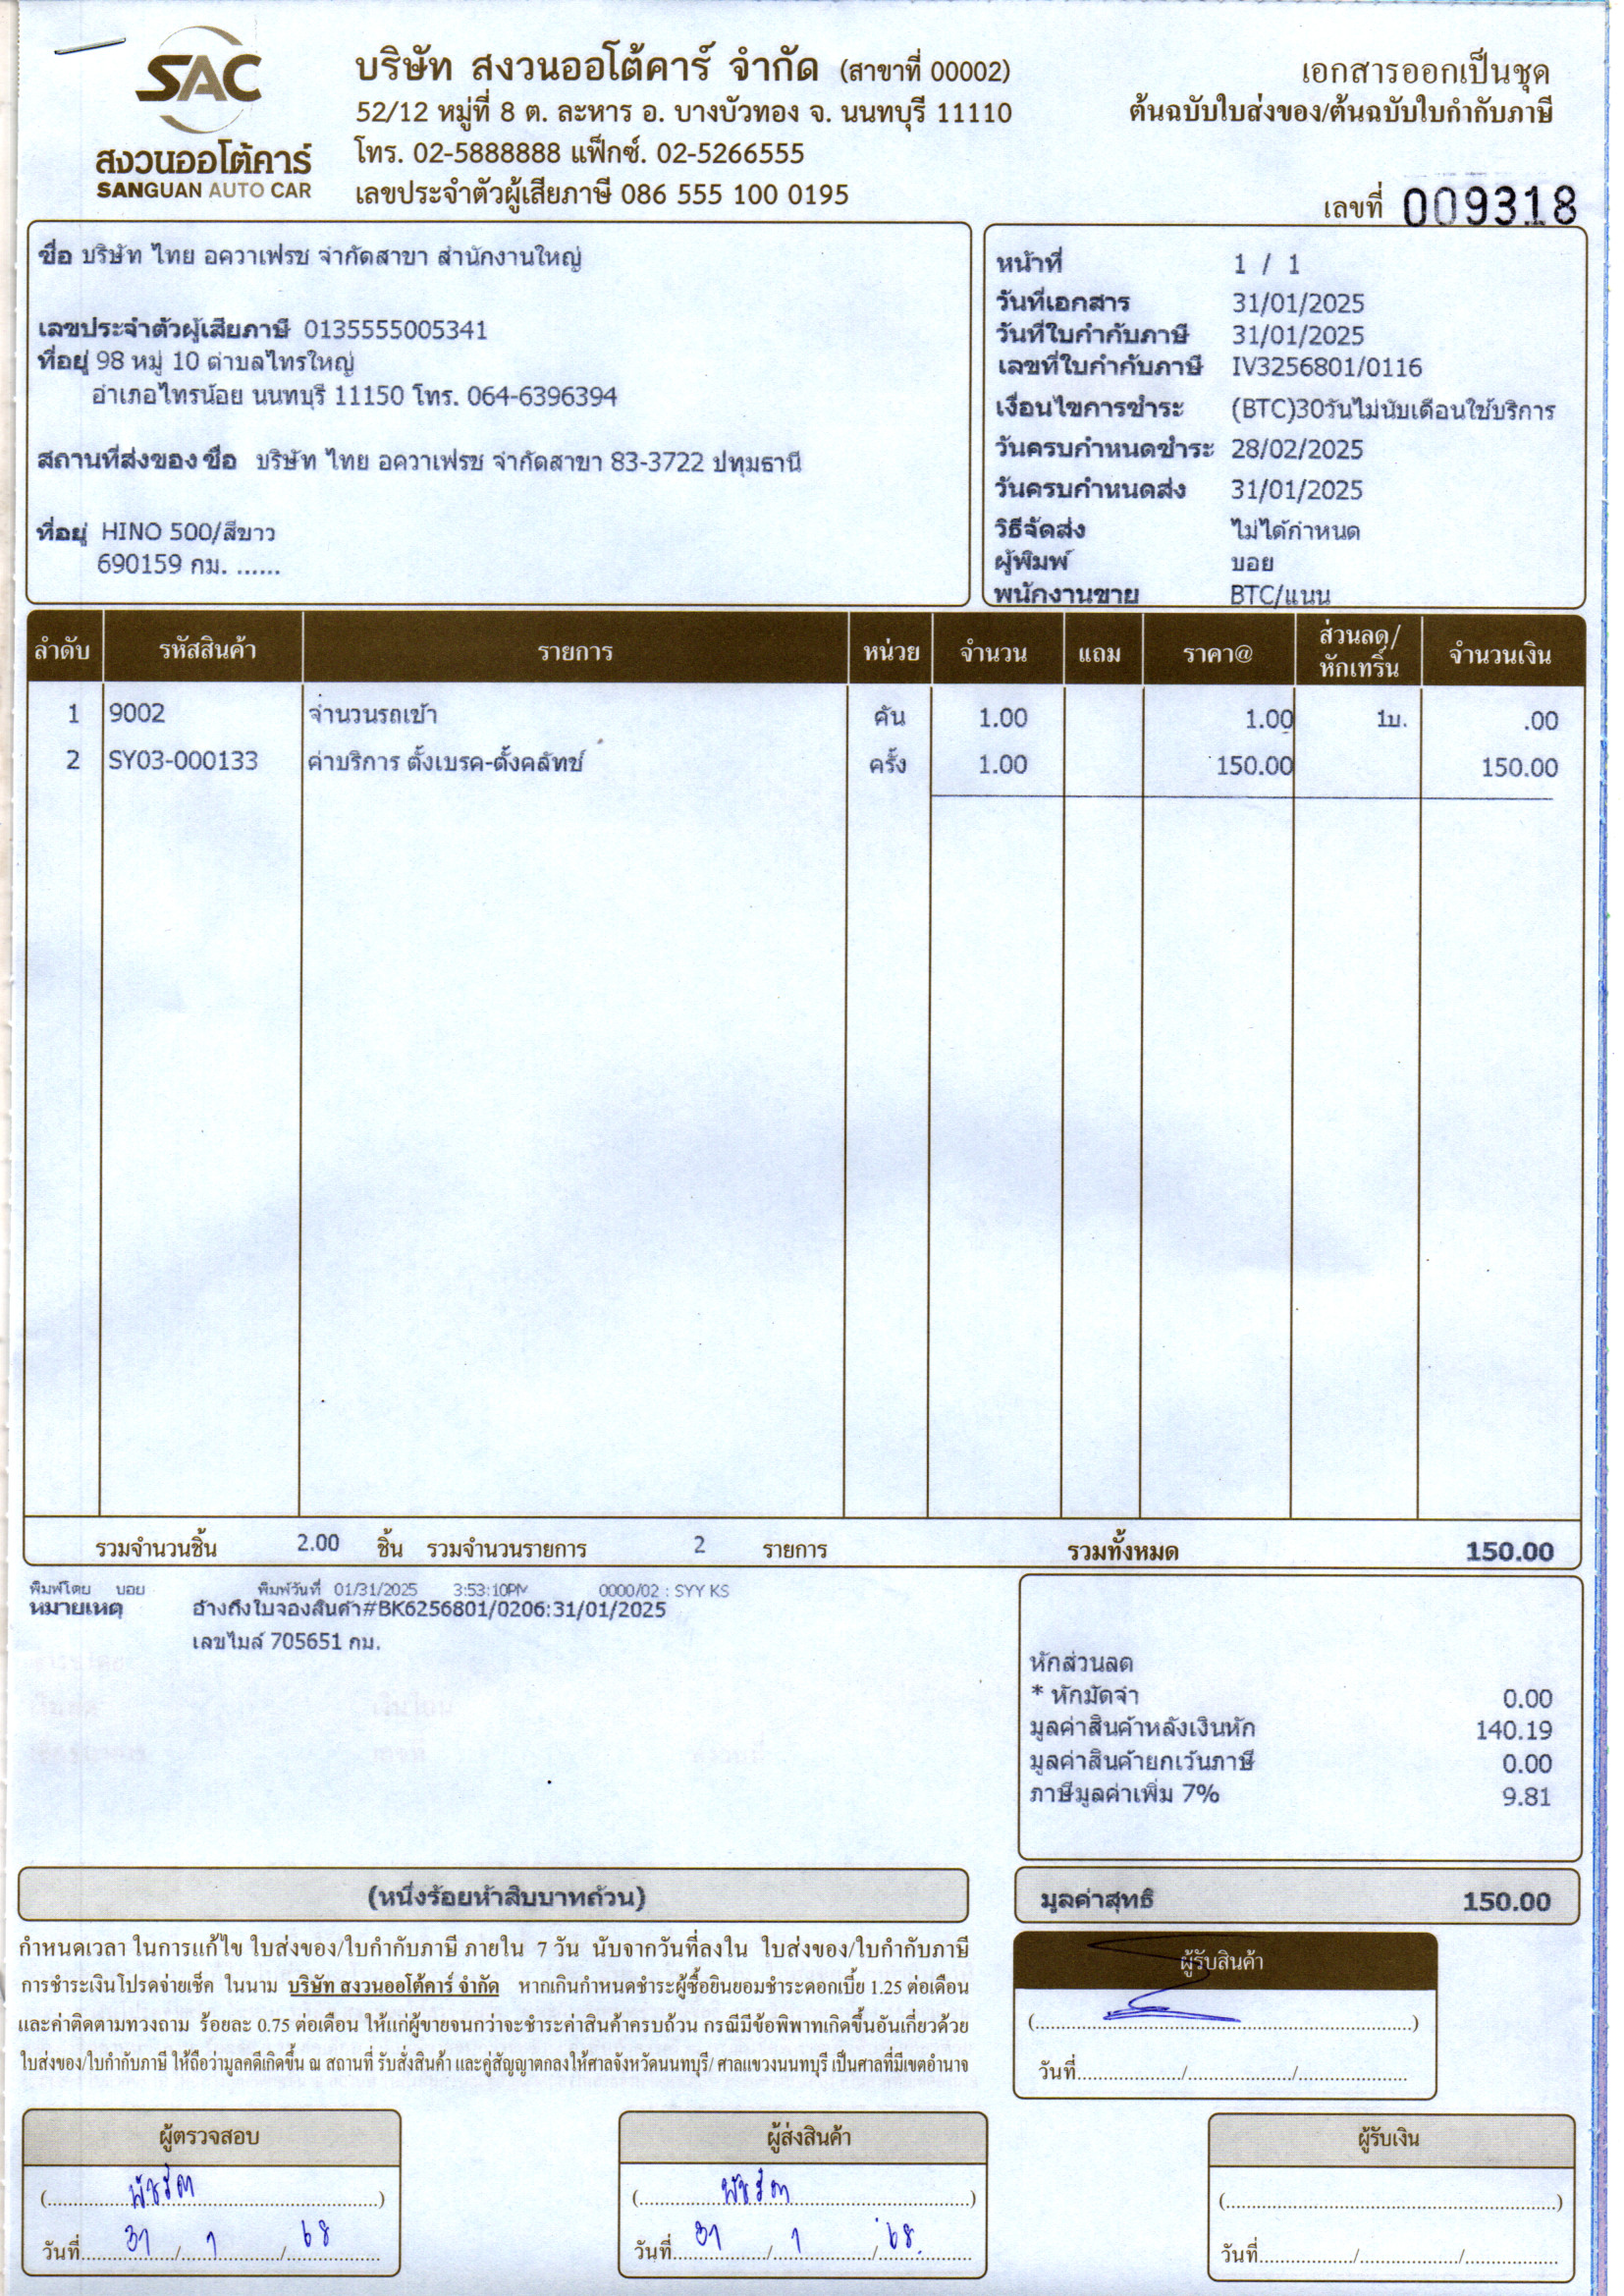 SAC
สงวนออโต้คาร์
SANGUAN AUTO CAR
บริษัท สงวนออโต้คาร์ จำกัด (สาขาที่ 00002)
52/12 หมู่ที่ 8 ต. ละหาร อ. บางบัวทอง จ. นนทบุรี 11110
โทร. 02-5888888 แฟ็กซ์. 02-5266555
เลขประจำตัวผู้เสียภาษี 086 555 100 0195
เอกสารออกเป็นชุด
ต้นฉบับใบส่งของ/ต้นฉบับใบกำกับภาษี
เลขที่ 009318
ชื่อ บริษัท ไทย อควาเฟรช จำกัดสาขา สำนักงานใหญ่
เลขประจำตัวผู้เสียภาษี 0135555005341
ที่อยู่ 98 หมู่ 10 ตำบลไทรใหญ่
อำเภอไทรน้อย นนทบุรี 11150 โทร. 064-6396394
สถานที่ส่งของ ชื่อ บริษัท ไทย อควาเฟรช จำกัดสาขา 83-3722 ปทุมธานี
ที่อยู่ HINO 500/สีขาว
690159 กม. ......
หน้าที่ 1 / 1
วันที่เอกสาร 31/01/2025
วันที่ใบกำกับภาษี 31/01/2025
เลขที่ใบกำกับภาษี IV3256801/0116
เงื่อนไขการชำระ (BTC)30วันไม่นับเดือนใช้บริการ
วันครบกำหนดชำระ 28/02/2025
วันครบกำหนดส่ง 31/01/2025
วิธีจัดส่ง ไม่ได้กำหนด
ผู้พิมพ์ บอย
พนักงานขาย BTC/แนน
ลำดับ รหัสสินค้า รายการ หน่วย จำนวน แถม ราคา@ ส่วนลด/หักเทริ์น จำนวนเงิน
1 9002 จำนวนรถเข้า คัน 1.00 1.00 1บ. .00
2 SY03-000133 ค่าบริการ ตั้งเบรค-ตั้งคลัทช์ ครั้ง 1.00 150.00 150.00
รวมจำนวนชิ้น 2.00 ชิ้น รวมจำนวนรายการ 2 รายการ รวมทั้งหมด 150.00
พิมพ์โดย บอย พิมพ์วันที่ 01/31/2025 3:53:10PM 0000/02 : SYY KS
หมายเหตุ อ้างถึงใบจองสินค้า#BK6256801/0206:31/01/2025
เลขไมล์ 705651 กม.
หักส่วนลด
* หักมัดจำ 0.00
มูลค่าสินค้าหลังเงินหัก 140.19
มูลค่าสินค้ายกเว้นภาษี 0.00
ภาษีมูลค่าเพิ่ม 7% 9.81
(หนึ่งร้อยห้าสิบบาทถ้วน)
มูลค่าสุทธิ 150.00
กำหนดเวลา ในการแก้ไข ใบส่งของ/ใบกำกับภาษี ภายใน 7 วัน นับจากวันที่ลงใน ใบส่งของ/ใบกำกับภาษี
การชำระเงินโปรดจ่ายเช็ค ในนาม บริษัท สงวนออโต้คาร์ จำกัด หากเกินกำหนดชำระผู้ซื้อยินยอมชำระดอกเบี้ย 1.25 ต่อเดือน
และค่าติดตามทวงถาม ร้อยละ 0.75 ต่อเดือน ให้แก่ผู้ขายจนกว่าจะชำระค่าสินค้าครบถ้วน กรณีมีข้อพิพาทเกิดขึ้นอันเกี่ยวด้วย
ใบส่งของ/ใบกำกับภาษี ให้ถือว่ามูลคดีเกิดขึ้น ณ สถานที่ รับสั่งสินค้า และคู่สัญญาตกลงให้ศาลจังหวัดนนทบุรี/ ศาลแขวงนนทบุรี เป็นศาลที่มีเขตอำนาจ
ผู้รับสินค้า
(..............................)
วันที่........../........../..........
ผู้ตรวจสอบ
(พัชริดา)
วันที่ 31/1/68
ผู้ส่งสินค้า
(พัชริดา)
วันที่ 31/1/68.
ผู้รับเงิน
(..............................)
วันที่........../........../..........